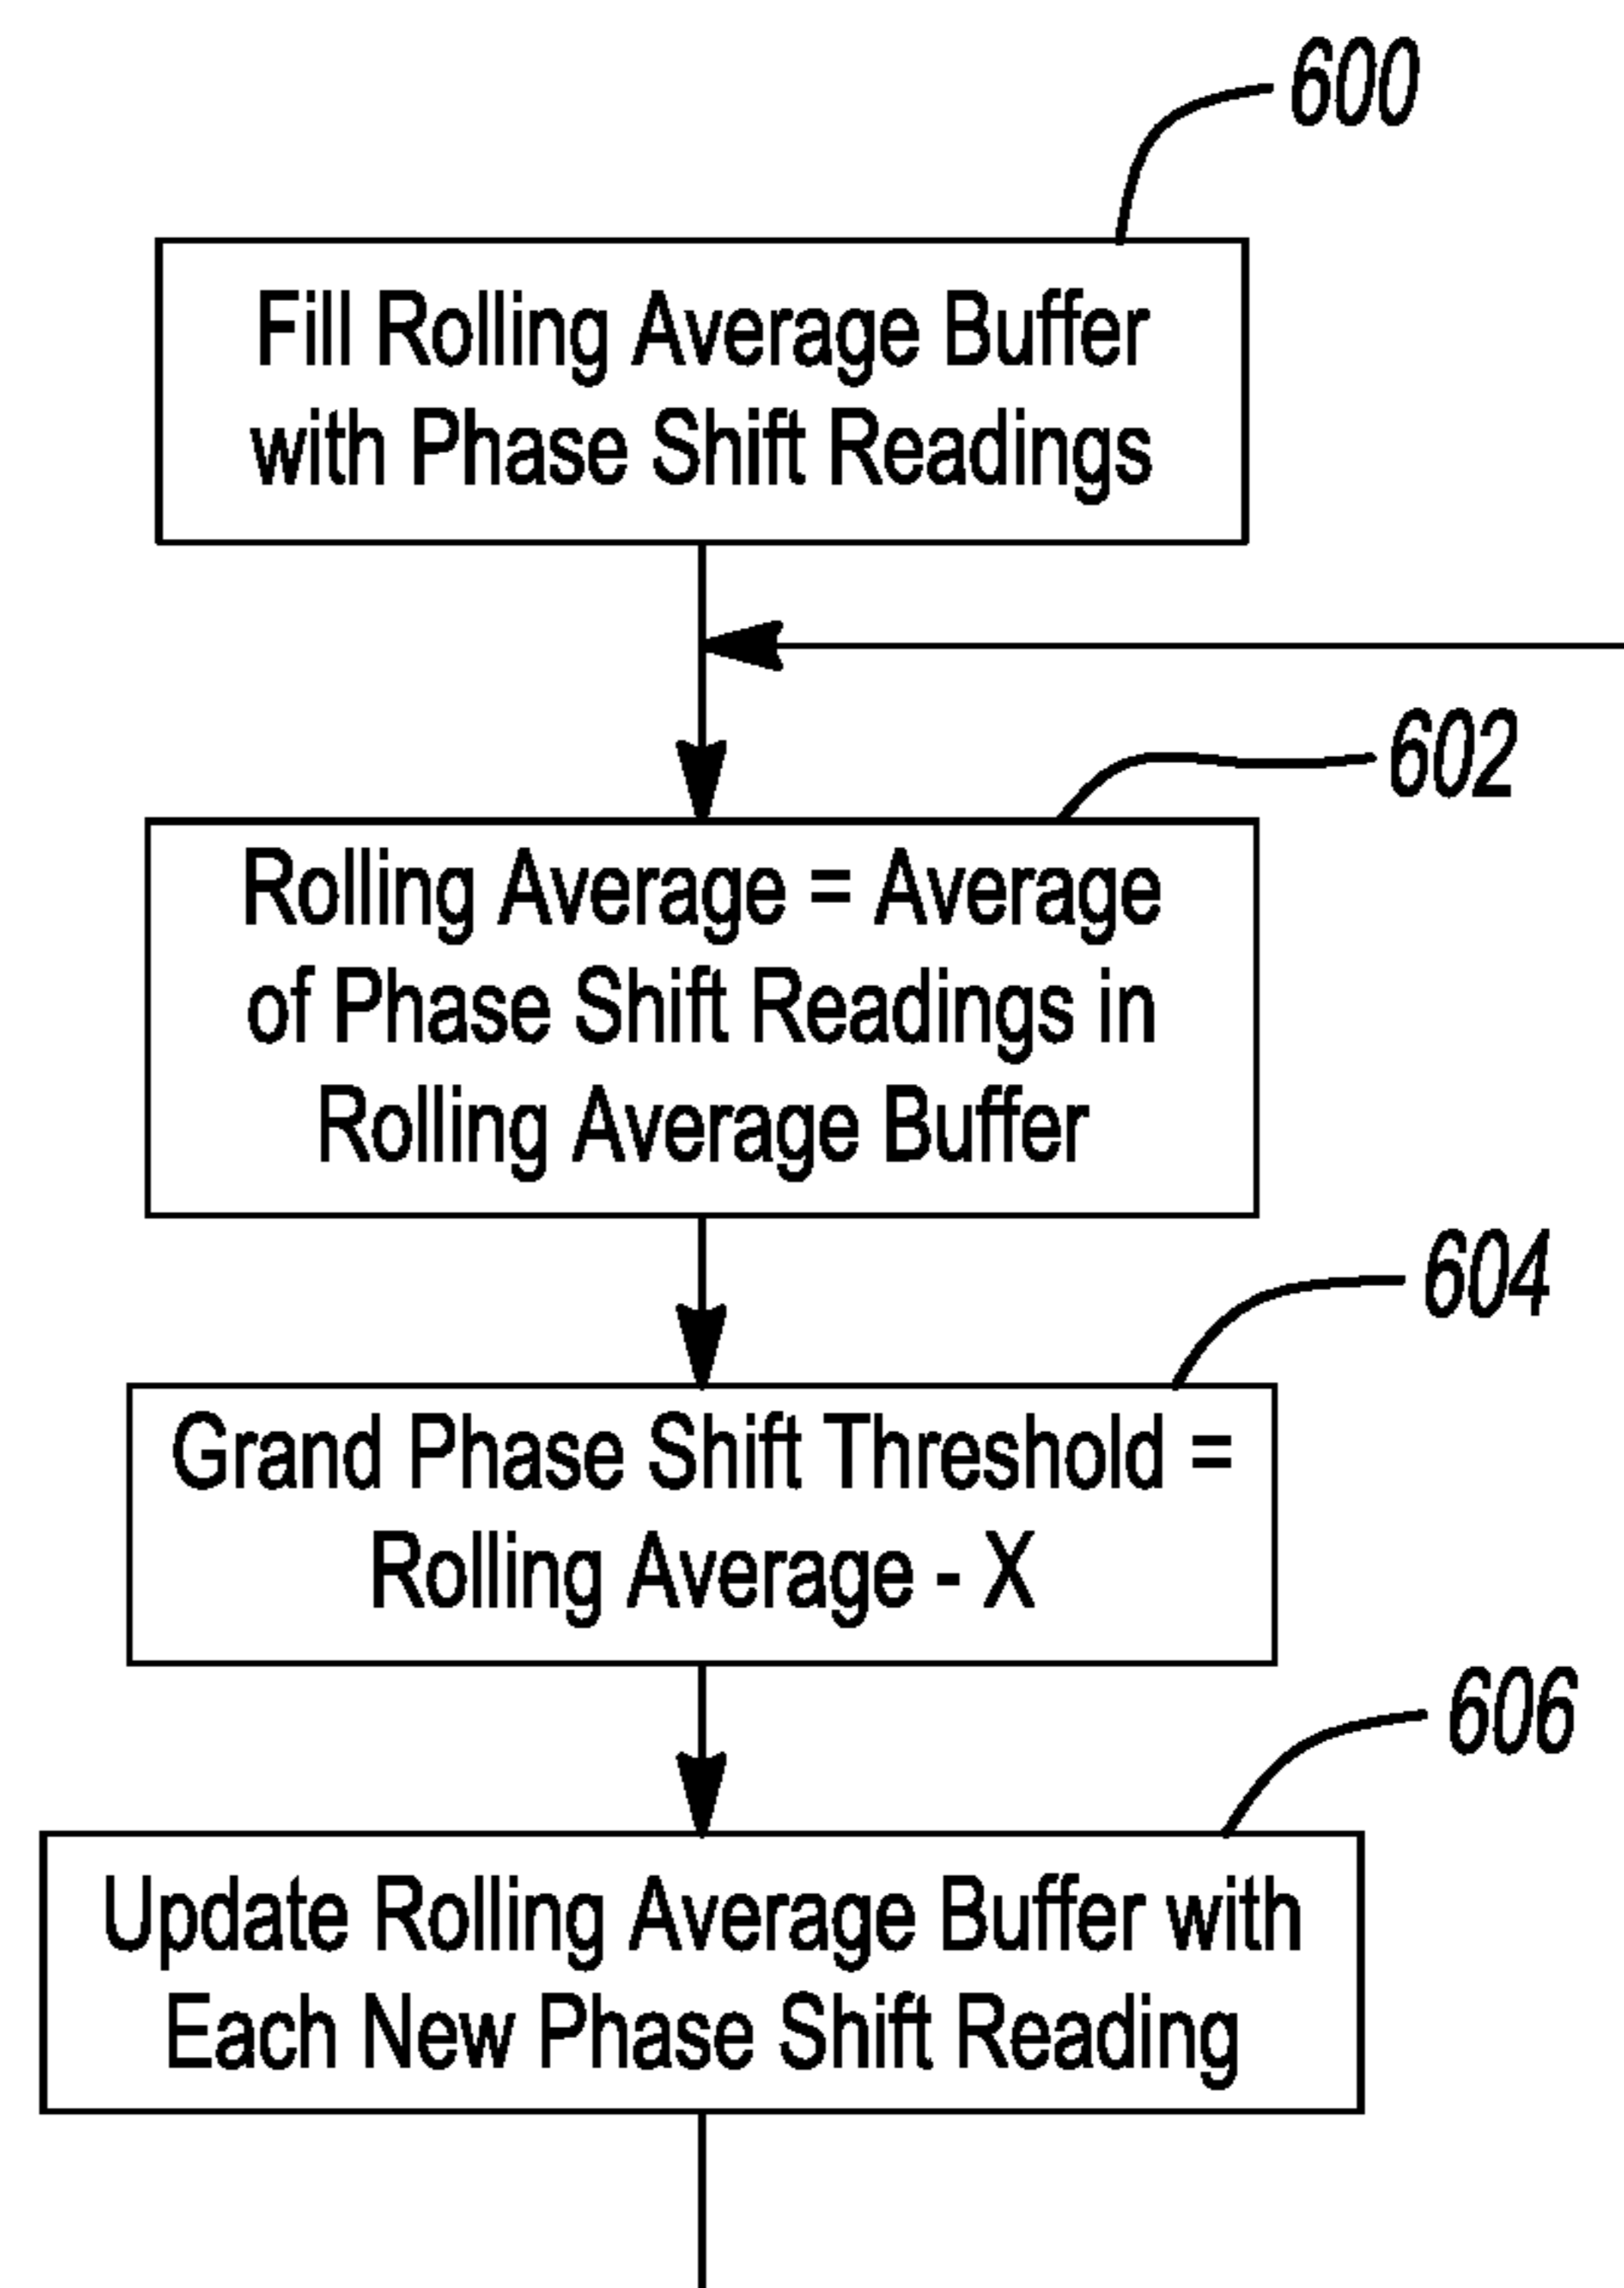 600
Fill Rolling Average Buffer
with Phase Shift Readings
602
Rolling Average = Average
of Phase Shift Readings in
Rolling Average Buffer
604
Grand Phase Shift Threshold =
Rolling Average - X
606
Update Rolling Average Buffer with
Each New Phase Shift Reading